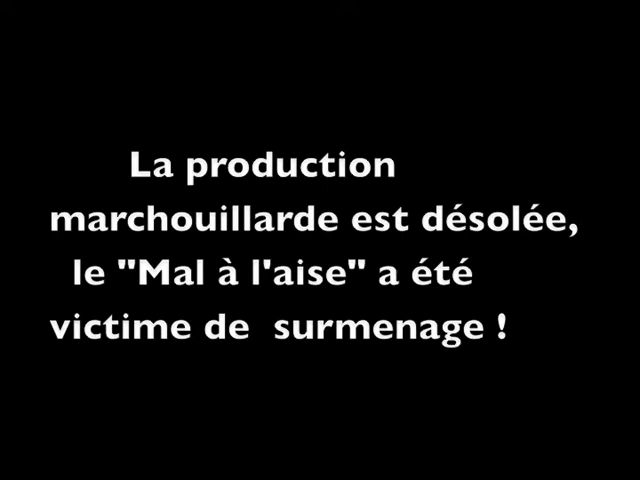 La production
marchouillarde est désolée,
le "Mal à l'aise" a été
victime de surmenage !